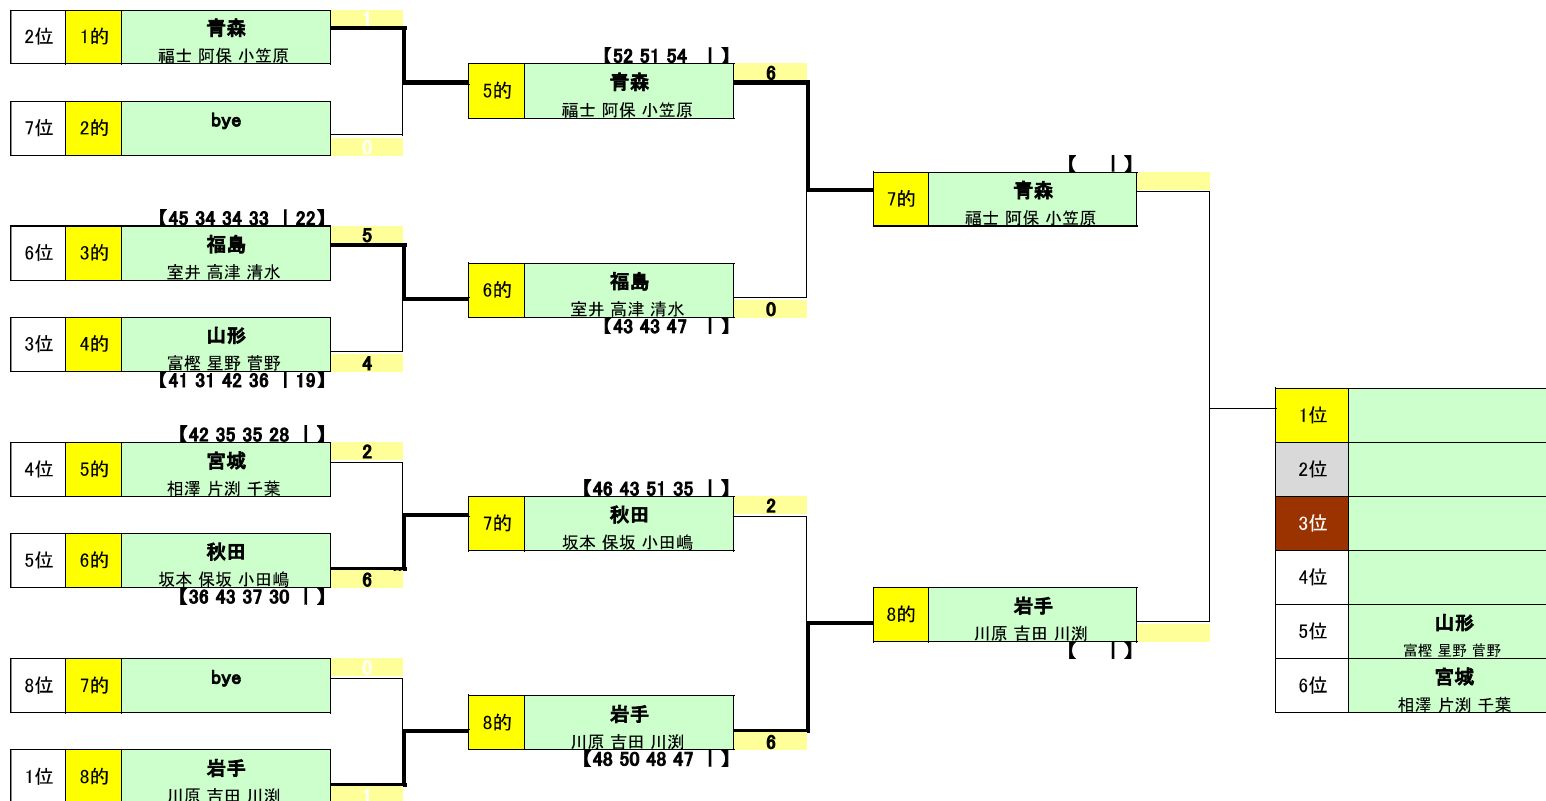 2位 1的 青森 1
福士 阿保 小笠原
7位 2的 bye
0
【45 34 34 33 | 22】
6位 3的 福島 5
室井 高津 清水
3位 4的 山形
富樫 星野 菅野 4
【41 31 42 36 | 19】
【42 35 35 28 | 】
4位 5的 宮城 2
相澤 片渕 千葉
5位 6的 秋田
坂本 保坂 小田嶋 6
【36 43 37 30 | 】
8位 7的 bye 0
1位 8的 岩手
川原 吉田 川渕 1
【52 51 54 | 】
5的 青森 6
福士 阿保 小笠原
6的 福島
室井 高津 清水 0
【43 43 47 | 】
【46 43 51 35 | 】
7的 秋田 2
坂本 保坂 小田嶋
8的 岩手
川原 吉田 川渕 6
【48 50 48 47 | 】
【 | 】
7的 青森
福士 阿保 小笠原
8的 岩手
川原 吉田 川渕
【 | 】
1位
2位
3位
4位
5位 山形
富樫 星野 菅野
6位 宮城
相澤 片渕 千葉